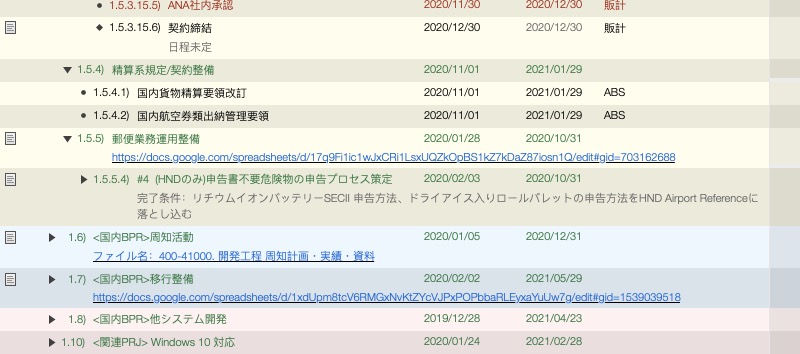 1.5.3.15.5) ANA社内承認 2020/11/30 2020/11/30 販計
1.5.3.15.6) 契約締結 2020/12/30 2020/12/30 販計
日程未定
1.5.4) 精算系規定/契約整備 2020/11/01 2021/01/29
1.5.4.1) 国内貨物精算要領改訂 2020/11/01 2021/01/29 ABS
1.5.4.2) 国内航空券類出納管理要領 2020/11/01 2021/01/29 ABS
1.5.5) 郵便業務運用整備 2020/01/28 2020/10/31
https://docs.google.com/spreadsheets/d/17q9Fi1ic1wJxCRi1LsxUQZkOpBS1kZ7kDaZ87iosn1Q/edit#gid=703162688
1.5.5.4) #4 (HNDのみ)申告書不要危険物の申告プロセス策定 2020/02/03 2020/10/31
完了条件：リチウムイオンバッテリーSECII 申告方法、ドライアイス入りロールパレットの申告方法をHND Airport Referenceに
落とし込む
1.6) <国内BPR>周知活動 2020/01/05 2020/12/31
ファイル名：400-41000. 開発工程 周知計画・実績・資料
1.7) <国内BPR>移行整備 2020/02/02 2021/05/29
https://docs.google.com/spreadsheets/d/1xdUpm8tcV6RMGxNvKtZYcVJPxPOPbbaRLEyxaYuUw7g/edit#gid=1539039518
1.8) <国内BPR>他システム開発 2019/12/28 2021/04/23
1.10) <関連PRJ> Windows 10 対応 2020/01/24 2021/02/28